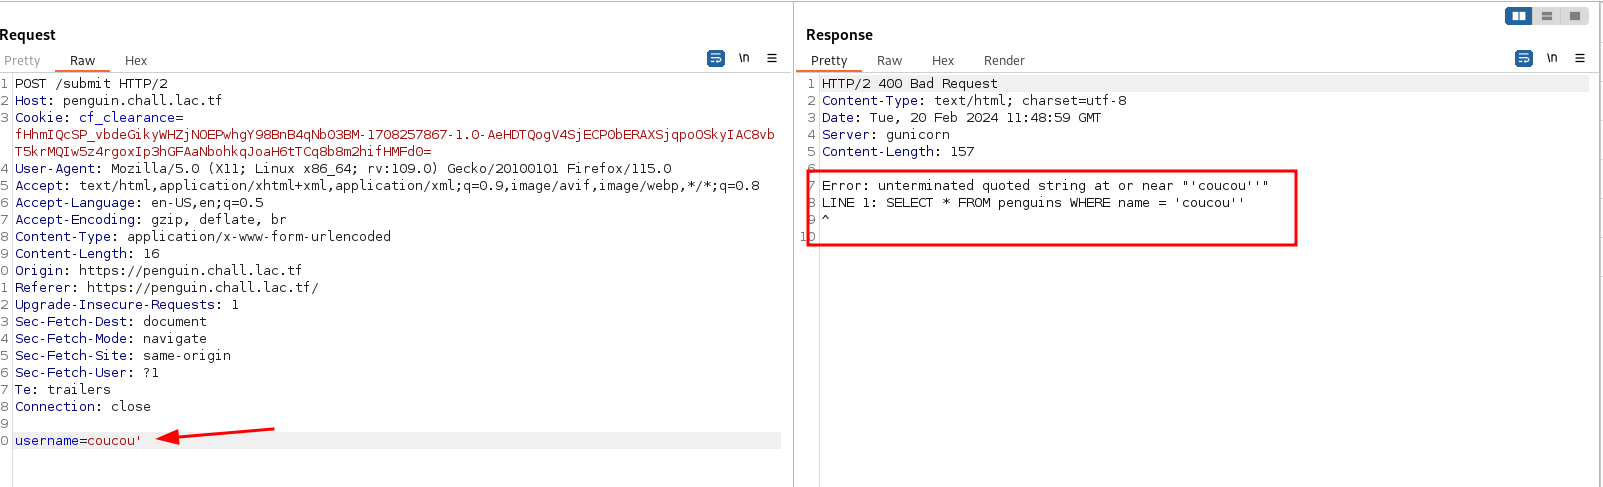 Request
Pretty Raw Hex
\n
1 POST /submit HTTP/2
2 Host: penguin.chall.lac.tf
3 Cookie: cf_clearance=
fHhmIQcSP_vbdeGikyWHZjNOEPwhgY98BnB4qNb03BM-1708257867-1.0-AeHDTQogV4SjECPObERAXSjqpoOSkyIAC8vb
T5krMQIw5z4rgoxIp3hGFAaNbohkqJoaH6tTCq8b8m2hifHMFd0=
4 User-Agent: Mozilla/5.0 (X11; Linux x86_64; rv:109.0) Gecko/20100101 Firefox/115.0
5 Accept: text/html,application/xhtml+xml,application/xml;q=0.9,image/avif,image/webp,*/*;q=0.8
6 Accept-Language: en-US,en;q=0.5
7 Accept-Encoding: gzip, deflate, br
8 Content-Type: application/x-www-form-urlencoded
9 Content-Length: 16
0 Origin: https://penguin.chall.lac.tf
1 Referer: https://penguin.chall.lac.tf/
2 Upgrade-Insecure-Requests: 1
3 Sec-Fetch-Dest: document
4 Sec-Fetch-Mode: navigate
5 Sec-Fetch-Site: same-origin
6 Sec-Fetch-User: ?1
7 Te: trailers
8 Connection: close
9
0 username=coucou'
Response
Pretty Raw Hex Render
\n
1 HTTP/2 400 Bad Request
2 Content-Type: text/html; charset=utf-8
3 Date: Tue, 20 Feb 2024 11:48:59 GMT
4 Server: gunicorn
5 Content-Length: 157
6
7 Error: unterminated quoted string at or near "'coucou''"
8 LINE 1: SELECT * FROM penguins WHERE name = 'coucou''
9 ^
10